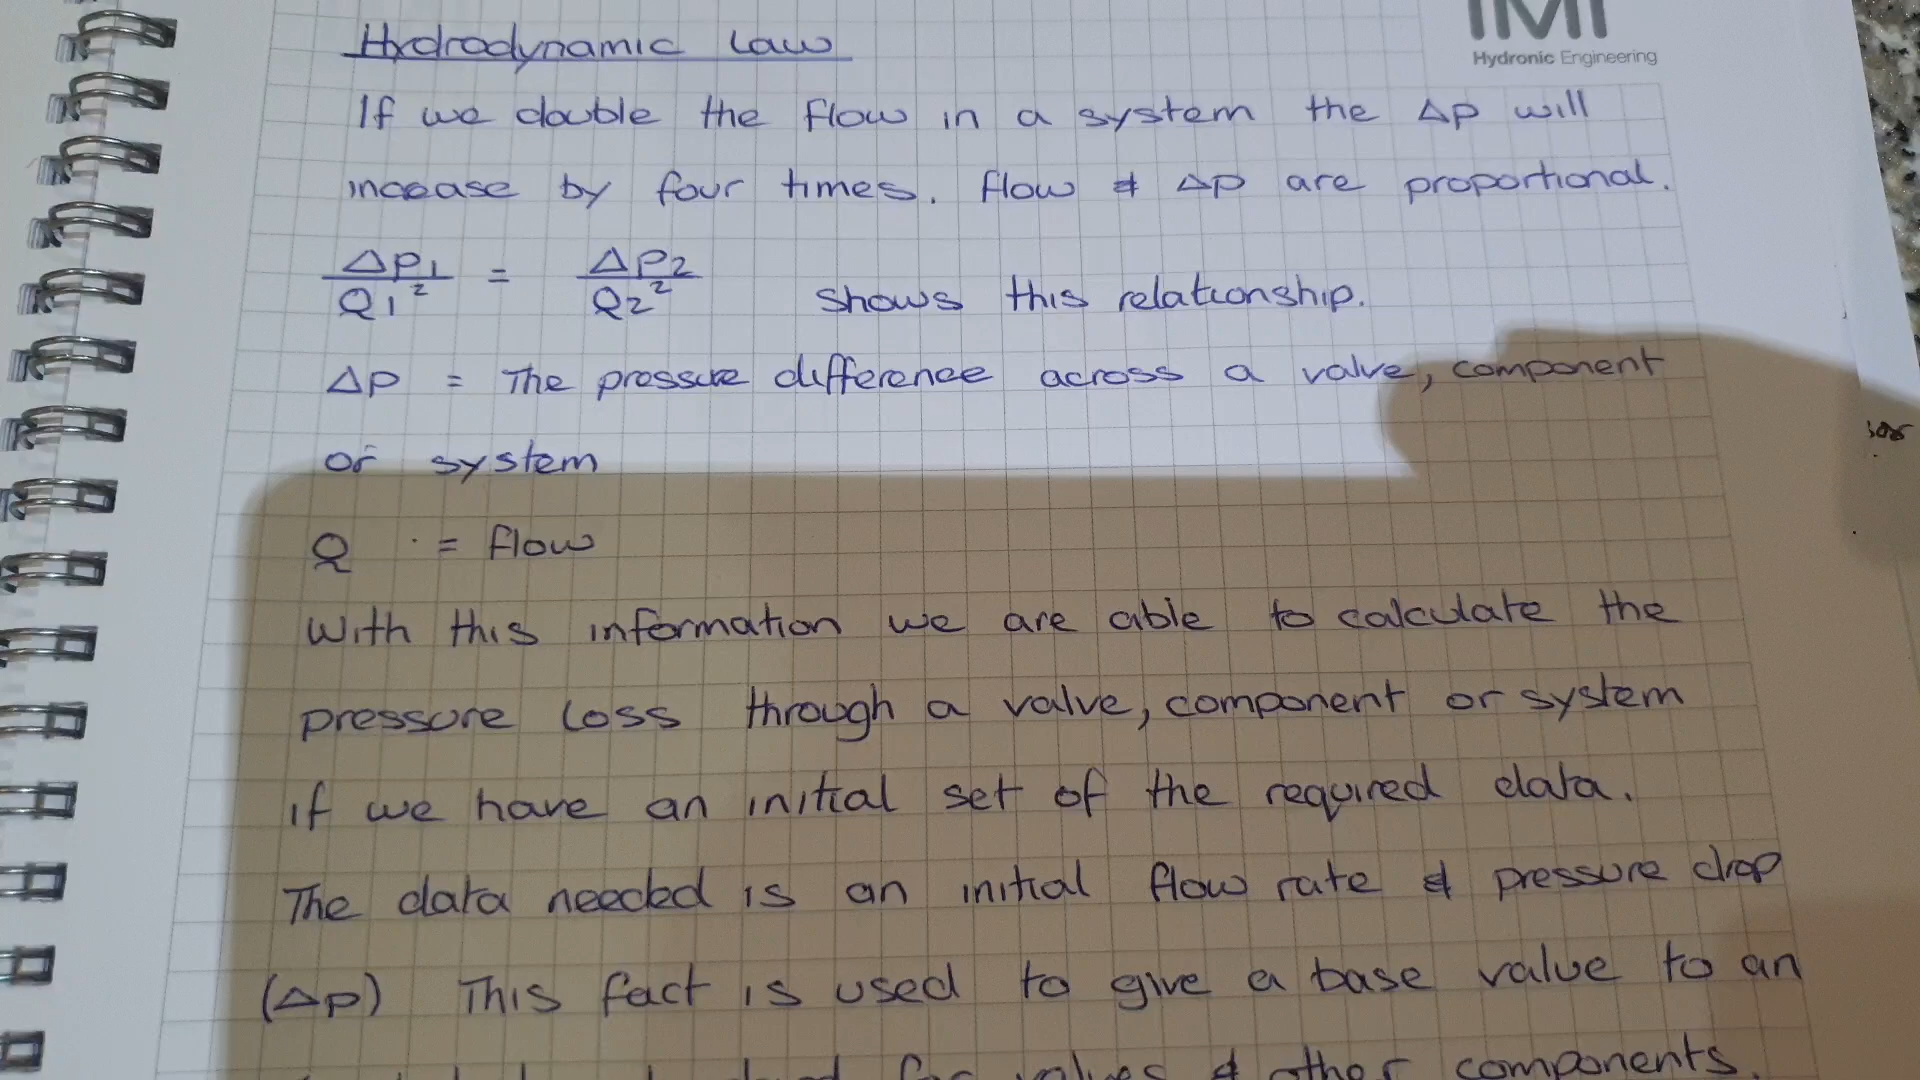 IMI
Hydronic Engineering
Hydrodynamic Law
If we double the flow in a system the Δp will
incease by four times. Flow & Δp are proportional.
ΔP1 / Q1² = ΔP2 / Q2² shows this relationship.
Δp = The pressure difference across a valve, component
or system
Q = flow
With this information we are able to calculate the
pressure loss through a valve, component or system
if we have an initial set of the required data.
The data needed is an initial flow rate & pressure drop
(Δp) This fact is used to give a base value to an
valves & other components.